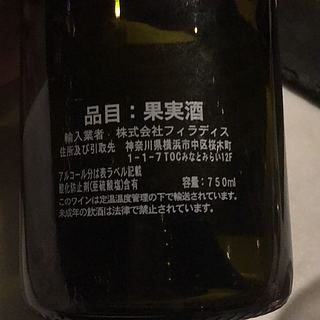 品目：果実酒
輸入業者 株式会社フィラディス
住所及び引取先 神奈川県横浜市中区桜木町
1-1-7TOCみなとみらい12F
アルコール分は表ラベル記載
酸化防止剤(亜硫酸塩)含有 容量：750ml
このワインは定温温度管理の下で輸送されています。
未成年の飲酒は法律で禁止されています。